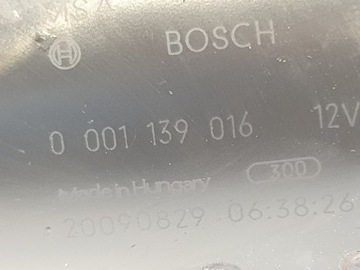 BOSCH
0 001 139 016 12V
Made in Hungary 300
20090829 06:38:26